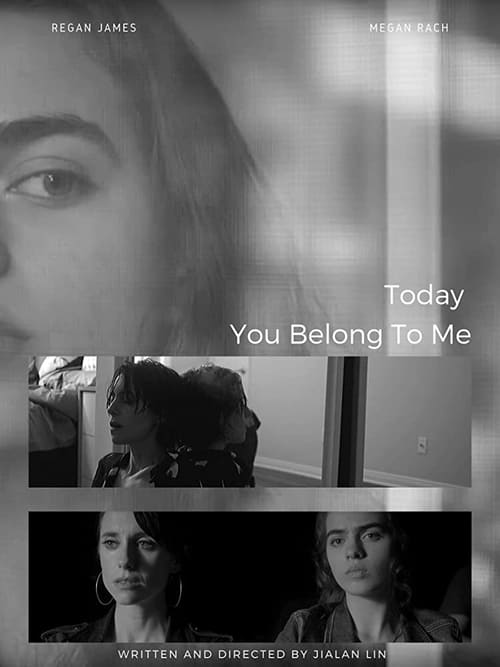 REGAN JAMES
MEGAN RACH
Today
You Belong To Me
WRITTEN AND DIRECTED BY JIALAN LIN